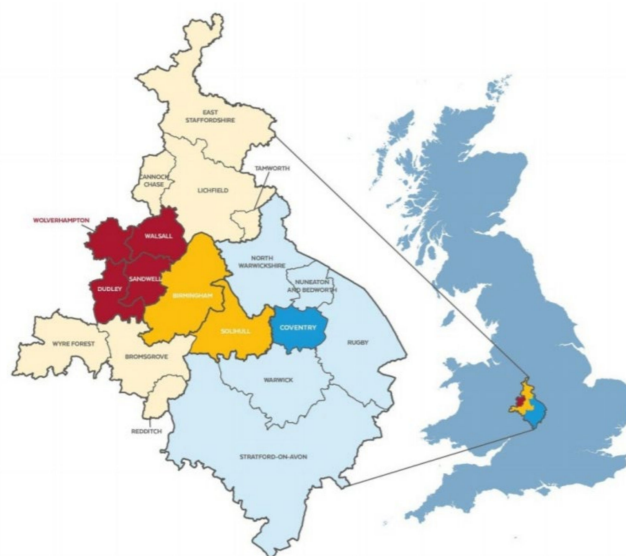 EAST
STAFFORDSHIRE
TAMWORTH
CANNOCK
CHASE
LICHFIELD
WOLVERHAMPTON
WALSALL
NORTH
WARWICKSHIRE
SANDWELL
DUDLEY
NUNEATON
AND BEDWORTH
BIRMINGHAM
SOLIHULL
COVENTRY
WYRE FOREST
RUGBY
BROMSGROVE
WARWICK
REDDITCH
STRATFORD-ON-AVON